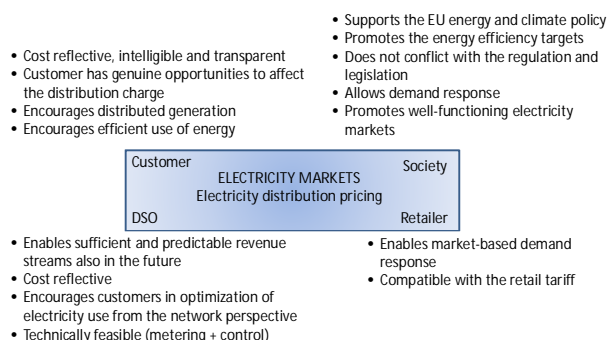 • Cost reflective, intelligible and transparent
• Customer has genuine opportunities to affect
the distribution charge
• Encourages distributed generation
• Encourages efficient use of energy
• Supports the EU energy and climate policy
• Promotes the energy efficiency targets
• Does not conflict with the regulation and
legislation
• Allows demand response
• Promotes well-functioning electricity
markets
Customer
Society
ELECTRICITY MARKETS
Electricity distribution pricing
DSO
Retailer
• Enables sufficient and predictable revenue
streams also in the future
• Cost reflective
• Encourages customers in optimization of
electricity use from the network perspective
• Technically feasible (metering + control)
• Enables market-based demand
response
• Compatible with the retail tariff